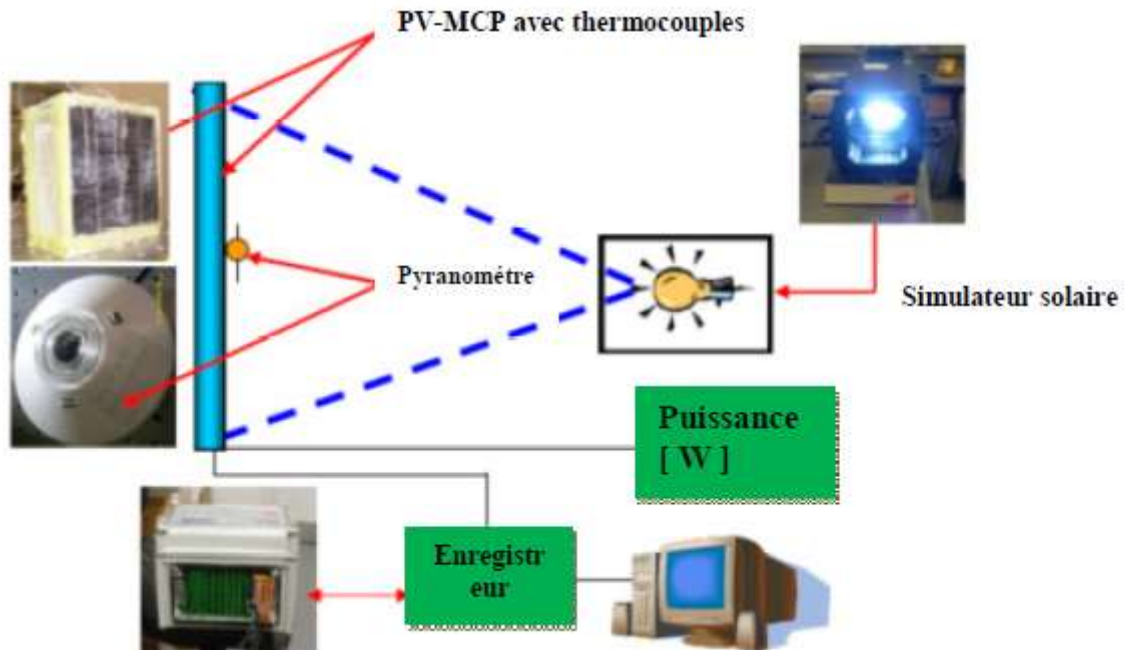 PV-MCP avec thermocouples
Pyranométre
Simulateur solaire
Puissance
[ W ]
Enregistr
eur